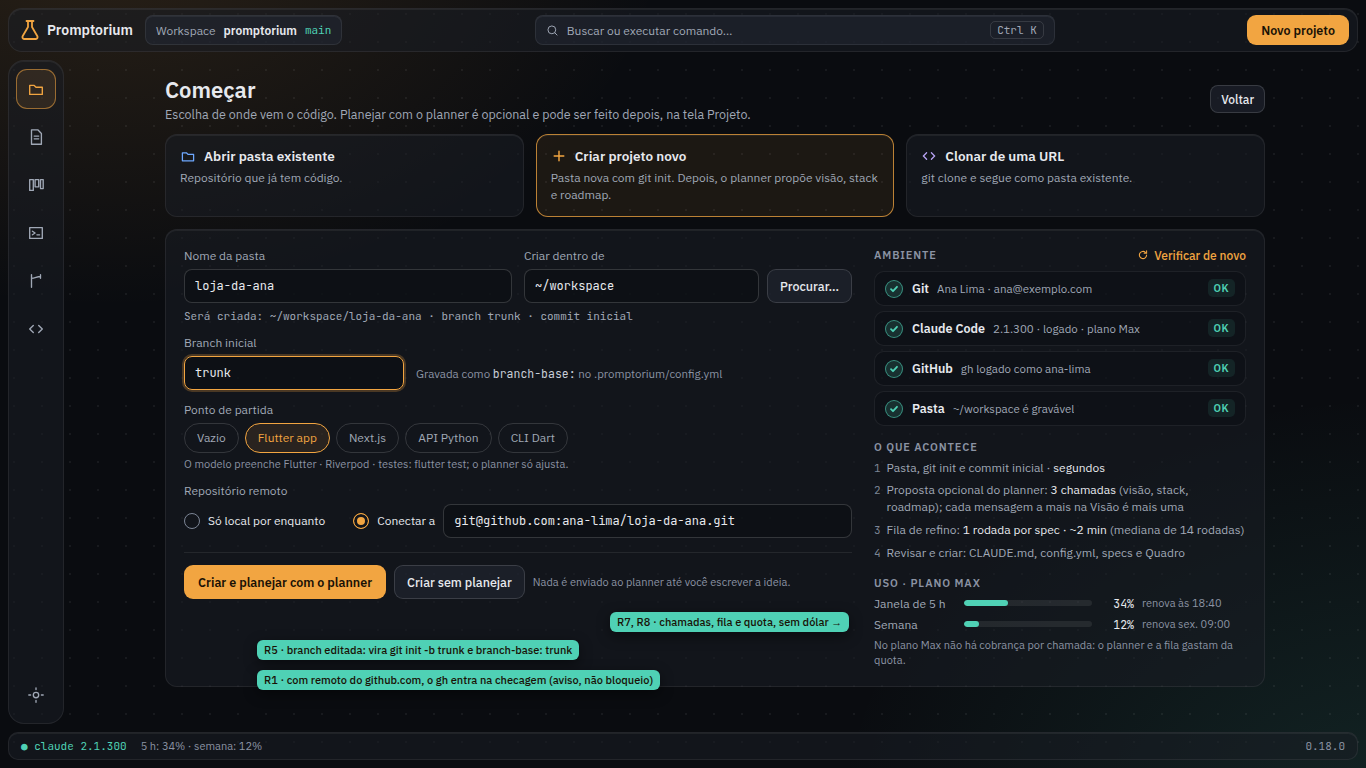 Promptorium
Workspace promptorium main
Buscar ou executar comando... Ctrl K
Novo projeto
Começar
Escolha de onde vem o código. Planejar com o planner é opcional e pode ser feito depois, na tela Projeto.
Voltar
Abrir pasta existente
Repositório que já tem código.
Criar projeto novo
Pasta nova com git init. Depois, o planner propõe visão, stack
e roadmap.
Clonar de uma URL
git clone e segue como pasta existente.
Nome da pasta
loja-da-ana
Criar dentro de
~/workspace
Procurar...
Será criada: ~/workspace/loja-da-ana · branch trunk · commit inicial
Branch inicial
trunk
Gravada como branch-base: no .promptorium/config.yml
Ponto de partida
Vazio
Flutter app
Next.js
API Python
CLI Dart
O modelo preenche Flutter · Riverpod · testes: flutter test; o planner só ajusta.
Repositório remoto
Só local por enquanto
Conectar a
git@github.com:ana-lima/loja-da-ana.git
Criar e planejar com o planner
Criar sem planejar
Nada é enviado ao planner até você escrever a ideia.
R7, R8 · chamadas, fila e quota, sem dólar →
R5 · branch editada: vira git init -b trunk e branch-base: trunk
R1 · com remoto do github.com, o gh entra na checagem (aviso, não bloqueio)
AMBIENTE
Verificar de novo
Git Ana Lima · ana@exemplo.com OK
Claude Code 2.1.300 · logado · plano Max OK
GitHub gh logado como ana-lima OK
Pasta ~/workspace é gravável OK
O QUE ACONTECE
1 Pasta, git init e commit inicial · segundos
2 Proposta opcional do planner: 3 chamadas (visão, stack,
roadmap); cada mensagem a mais na Visão é mais uma
3 Fila de refino: 1 rodada por spec · ~2 min (mediana de 14 rodadas)
4 Revisar e criar: CLAUDE.md, config.yml, specs e Quadro
USO · PLANO MAX
Janela de 5 h 34% renova às 18:40
Semana 12% renova sex. 09:00
No plano Max não há cobrança por chamada: o planner e a fila gastam da
quota.
claude 2.1.300 5 h: 34% · semana: 12%
0.18.0